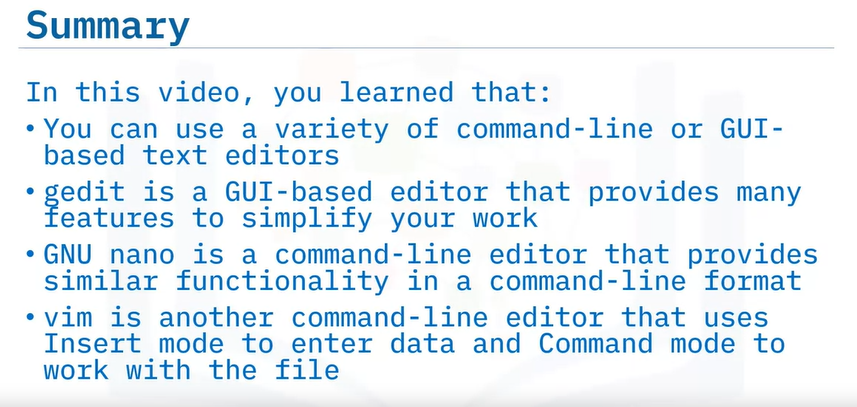 Summary
In this video, you learned that:
• You can use a variety of command-line or GUI-
based text editors
• gedit is a GUI-based editor that provides many
features to simplify your work
• GNU nano is a command-line editor that provides
similar functionality in a command-line format
• vim is another command-line editor that uses
Insert mode to enter data and Command mode to
work with the file